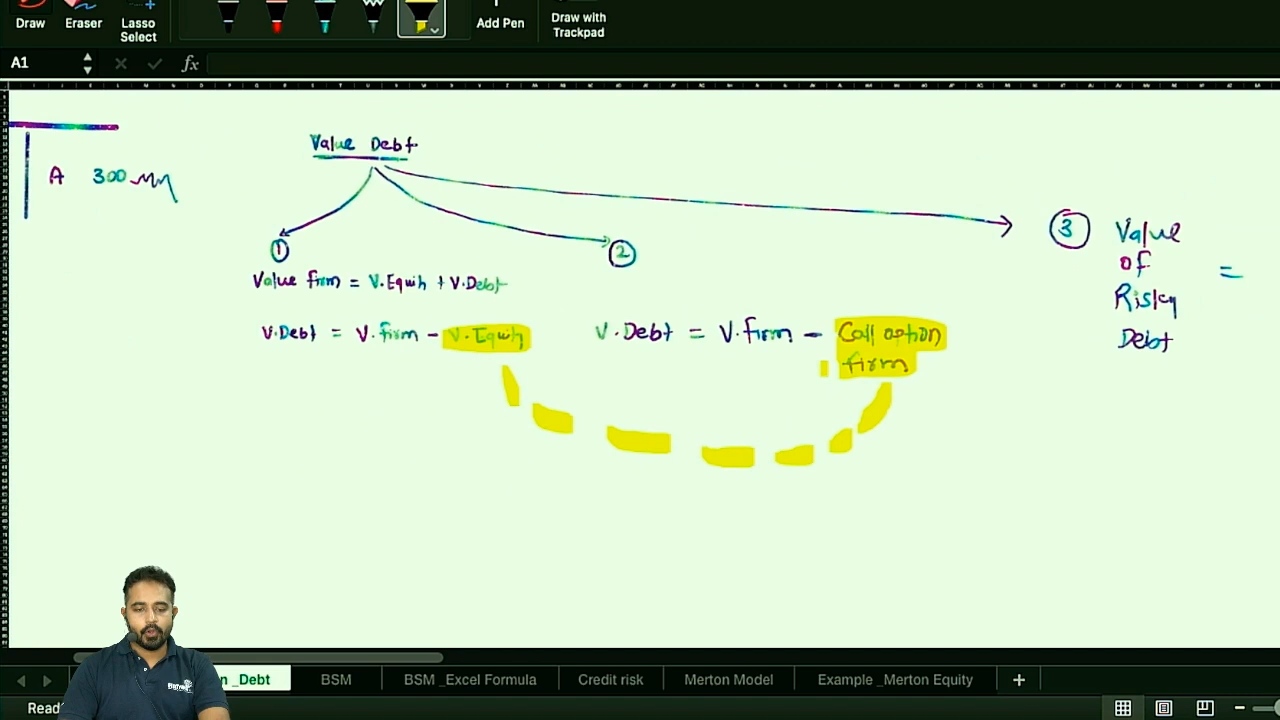 Draw
Eraser
Lasso
Select
Add Pen
Draw with
Trackpad
A1
fx
A 300 Mn
Value Debt
1
2
3
Value
of
Risky
Debt
=
Value firm = V.Equity + V.Debt
V.Debt = V.firm - V.Equity
V.Debt = V.firm - Call option
firm
_Debt
BSM
BSM _Excel Formula
Credit risk
Merton Model
Example _Merton Equity
+
Read